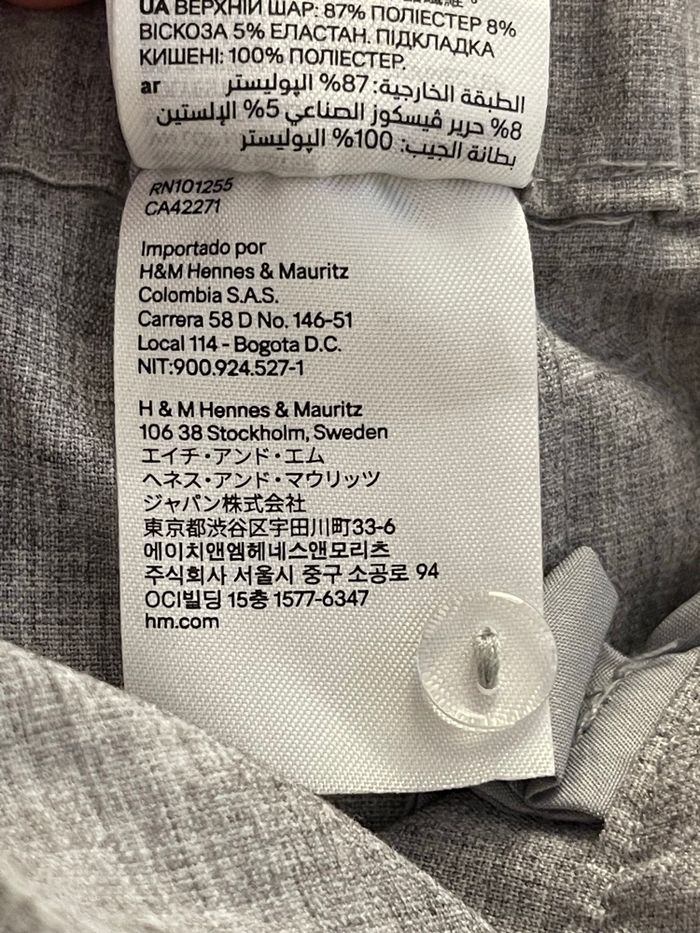 UA ВЕРХНІЙ ШАР: 87% ПОЛІЕСТЕР 8%
ВІСКОЗА 5% ЕЛАСТАН. ПІДКЛАДКА
КИШЕНІ: 100% ПОЛІЕСТЕР.
ar الطبقة الخارجية: 87% البوليستر
8% حرير ڤيسكوز الصناعي 5% الإلستين
بطانة الجيب: 100% البوليستر
RN101255
CA42271
Importado por
H&M Hennes & Mauritz
Colombia S.A.S.
Carrera 58 D No. 146-51
Local 114 - Bogota D.C.
NIT:900.924.527-1
H & M Hennes & Mauritz
106 38 Stockholm, Sweden
エイチ・アンド・エム
ヘネス・アンド・マウリッツ
ジャパン株式会社
東京都渋谷区宇田川町33-6
에이치앤엠헤네스앤모리츠
주식회사 서울시 중구 소공로 94
OCI빌딩 15층 1577-6347
hm.com